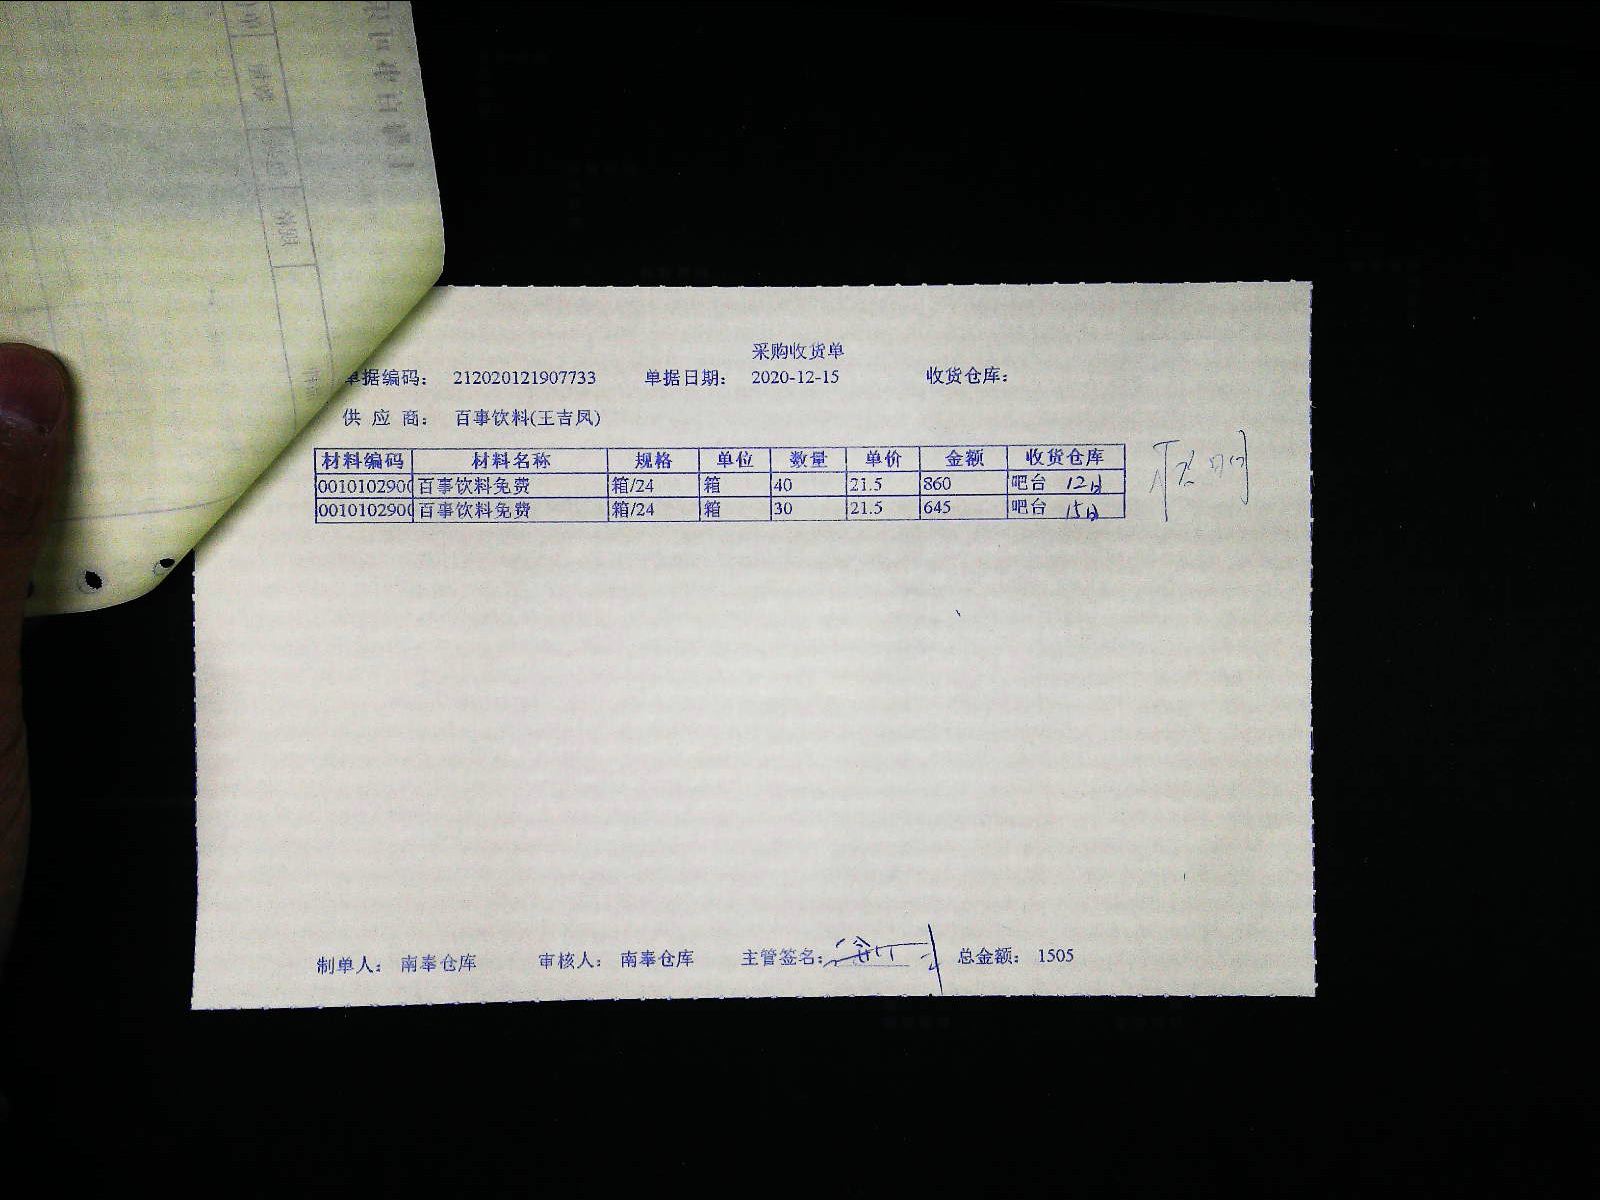 采购收货单
单据编码： 212020121907733 单据日期： 2020-12-15 收货仓库：
供 应 商： 百事饮料(王吉凤)
材料编码 材料名称 规格 单位 数量 单价 金额 收货仓库
0010102900 百事饮料免费 箱/24 箱 40 21.5 860 吧台 12日
0010102900 百事饮料免费 箱/24 箱 30 21.5 645 吧台 15日
制单人： 南奉仓库 审核人： 南奉仓库 主管签名： 总金额： 1505